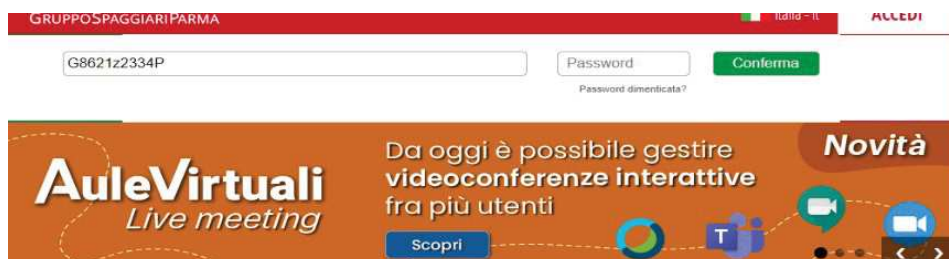 GRUPPOSPAGGIARIPARMA
Italia - IT
ACCEDI
G8621z2334P
Password
Conferma
Password dimenticata?
AuleVirtuali
Live meeting
Da oggi è possibile gestire
videoconferenze interattive
fra più utenti
Scopri
Novità
T